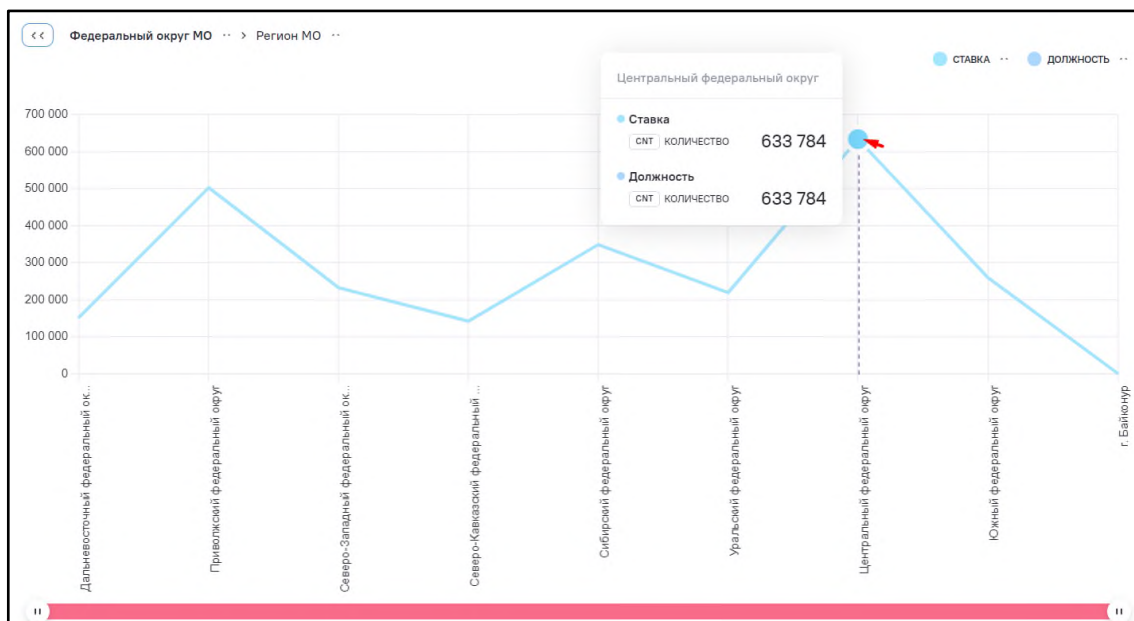 << Федеральный округ МО ·· > Регион МО ··
СТАВКА ·· ДОЛЖНОСТЬ ··
Центральный федеральный округ
Ставка
CNT КОЛИЧЕСТВО 633 784
Должность
CNT КОЛИЧЕСТВО 633 784
700 000
600 000
500 000
400 000
300 000
200 000
100 000
0
Дальневосточный федеральный ок...
Приволжский федеральный округ
Северо-Западный федеральный ок...
Северо-Кавказский федеральный ...
Сибирский федеральный округ
Уральский федеральный округ
Центральный федеральный округ
Южный федеральный округ
г. Байконур